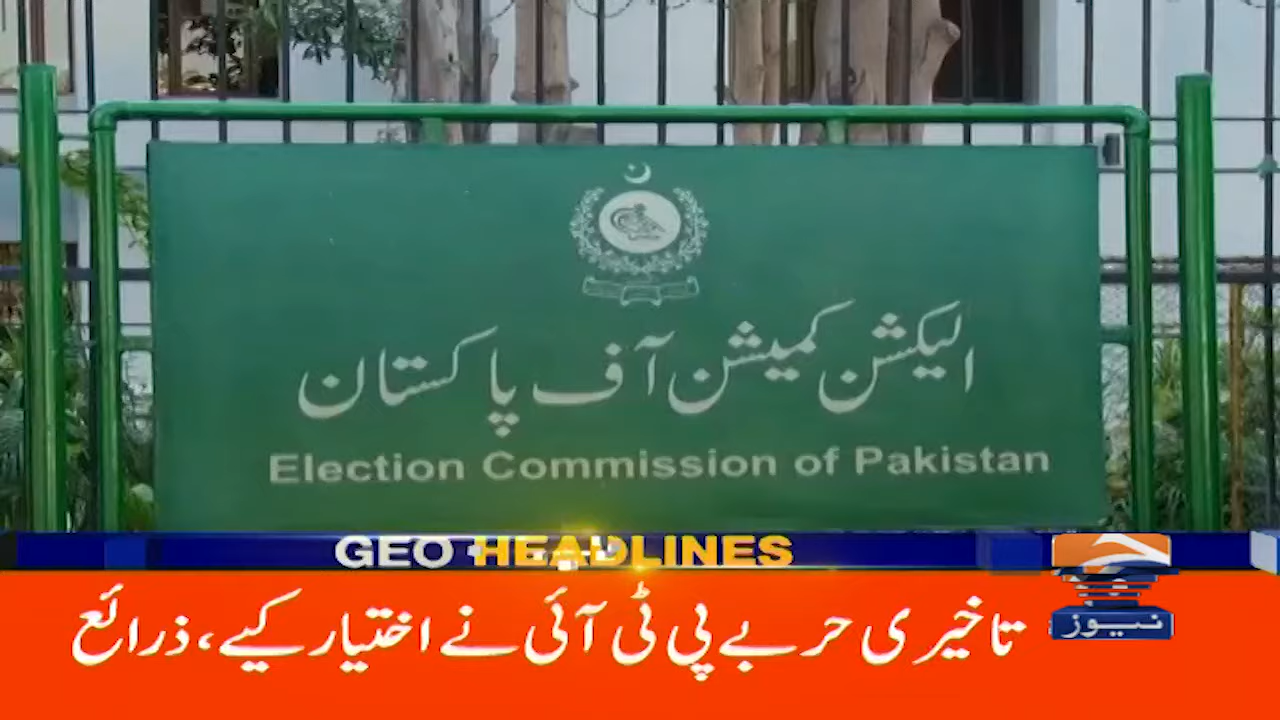 الیکشن کمیشن آف پاکستان
Election Commission of Pakistan
GEO HEADLINES
تاخیری حربے پی ٹی آئی نے اختیار کیے، ذرائع
نیوز